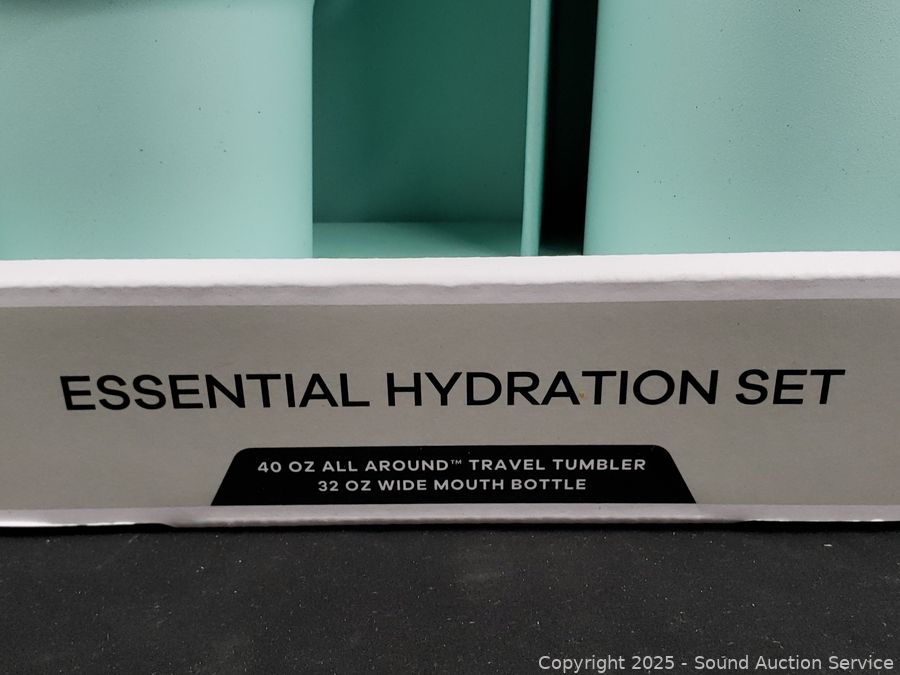 ESSENTIAL HYDRATION SET
40 OZ ALL AROUND™ TRAVEL TUMBLER
32 OZ WIDE MOUTH BOTTLE
Copyright 2025 - Sound Auction Service